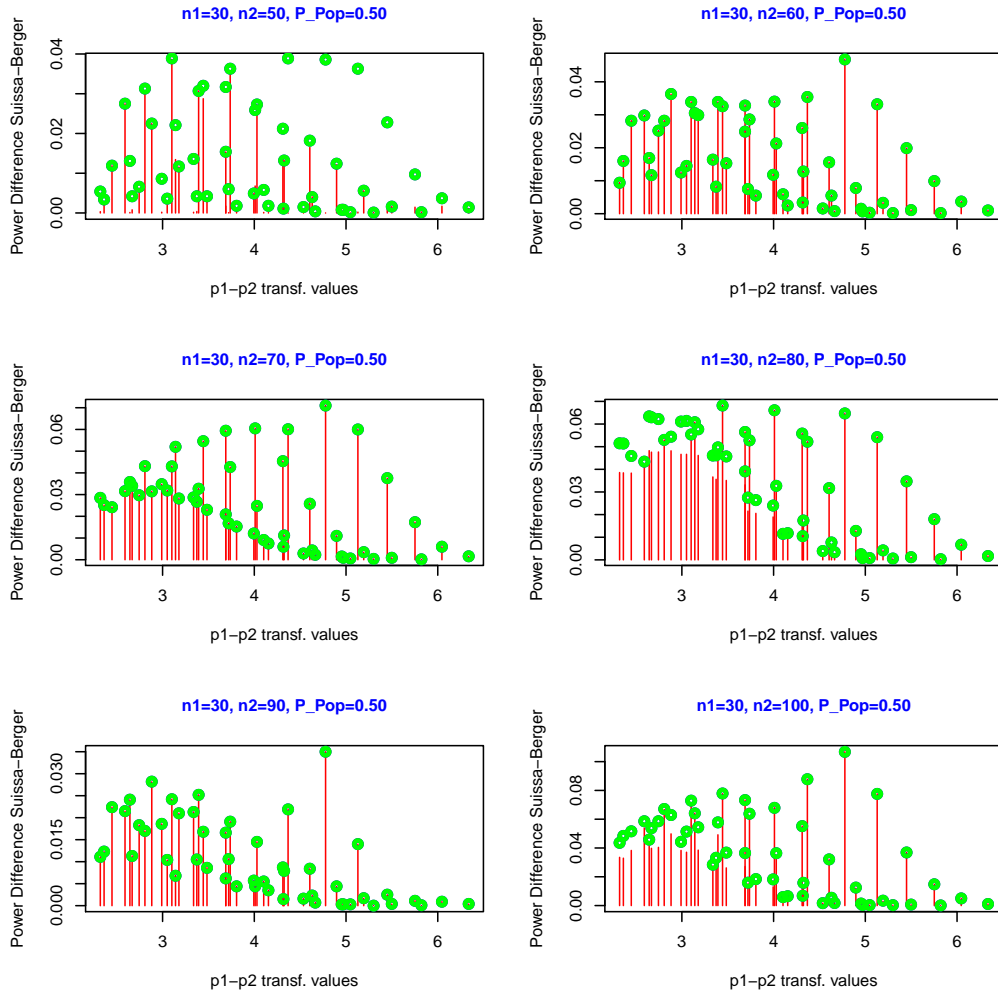 n1=30, n2=50, P_Pop=0.50
Power Difference Suissa−Berger
0.00 0.02 0.04
3 4 5 6
p1−p2 transf. values
n1=30, n2=60, P_Pop=0.50
Power Difference Suissa−Berger
0.00 0.02 0.04
3 4 5 6
p1−p2 transf. values
n1=30, n2=70, P_Pop=0.50
Power Difference Suissa−Berger
0.00 0.03 0.06
3 4 5 6
p1−p2 transf. values
n1=30, n2=80, P_Pop=0.50
Power Difference Suissa−Berger
0.00 0.03 0.06
3 4 5 6
p1−p2 transf. values
n1=30, n2=90, P_Pop=0.50
Power Difference Suissa−Berger
0.000 0.015 0.030
3 4 5 6
p1−p2 transf. values
n1=30, n2=100, P_Pop=0.50
Power Difference Suissa−Berger
0.00 0.04 0.08
3 4 5 6
p1−p2 transf. values